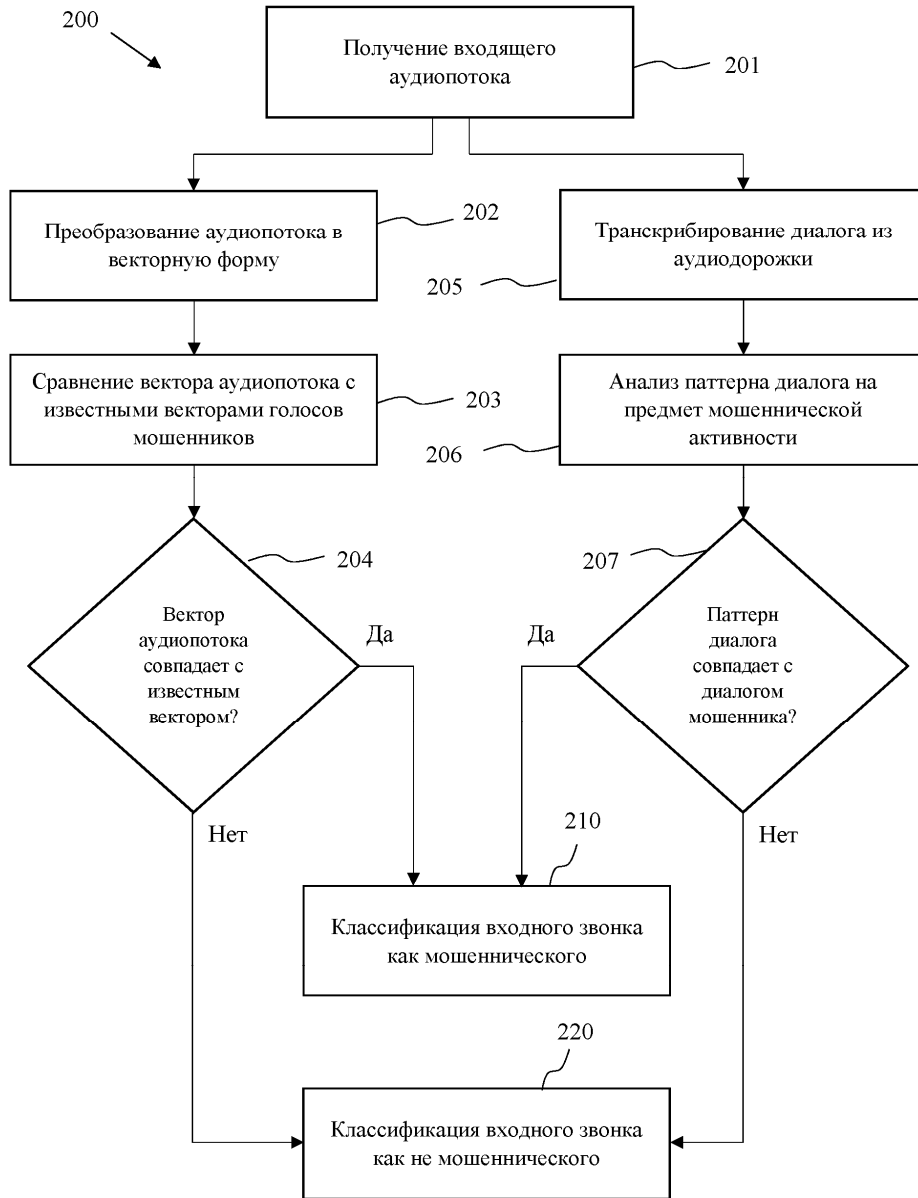 200
Получение входящего
аудиопотока
201
Преобразование аудиопотока в
векторную форму
202
Транскрибирование диалога из
аудиодорожки
205
Сравнение вектора аудиопотока с
известными векторами голосов
мошенников
203
Анализ паттерна диалога на
предмет мошеннической
активности
206
Вектор
аудиопотока
совпадает с
известным
вектором?
204
Да
Нет
Паттерн
диалога
совпадает с
диалогом
мошенника?
207
Да
Нет
210
Классификация входного звонка
как мошеннического
220
Классификация входного звонка
как не мошеннического